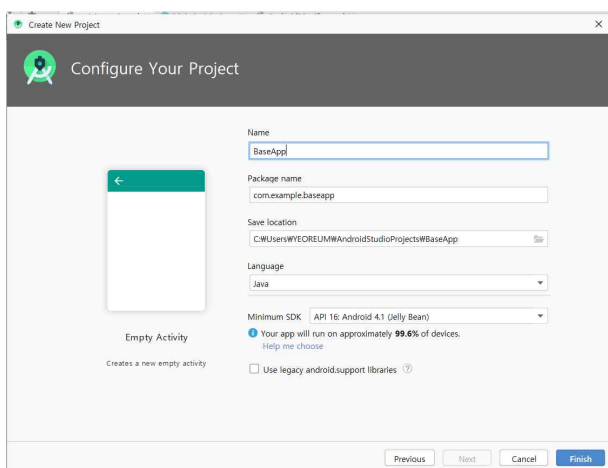 Create New Project
Configure Your Project
Name
BaseApp
Package name
com.example.baseapp
Save location
C:₩Users₩YEOREUM₩AndroidStudioProjects₩BaseApp
Language
Java
Minimum SDK API 16: Android 4.1 (Jelly Bean)
Your app will run on approximately 99.6% of devices.
Help me choose
Use legacy android.support libraries ?
Empty Activity
Creates a new empty activity
Previous Next Cancel Finish